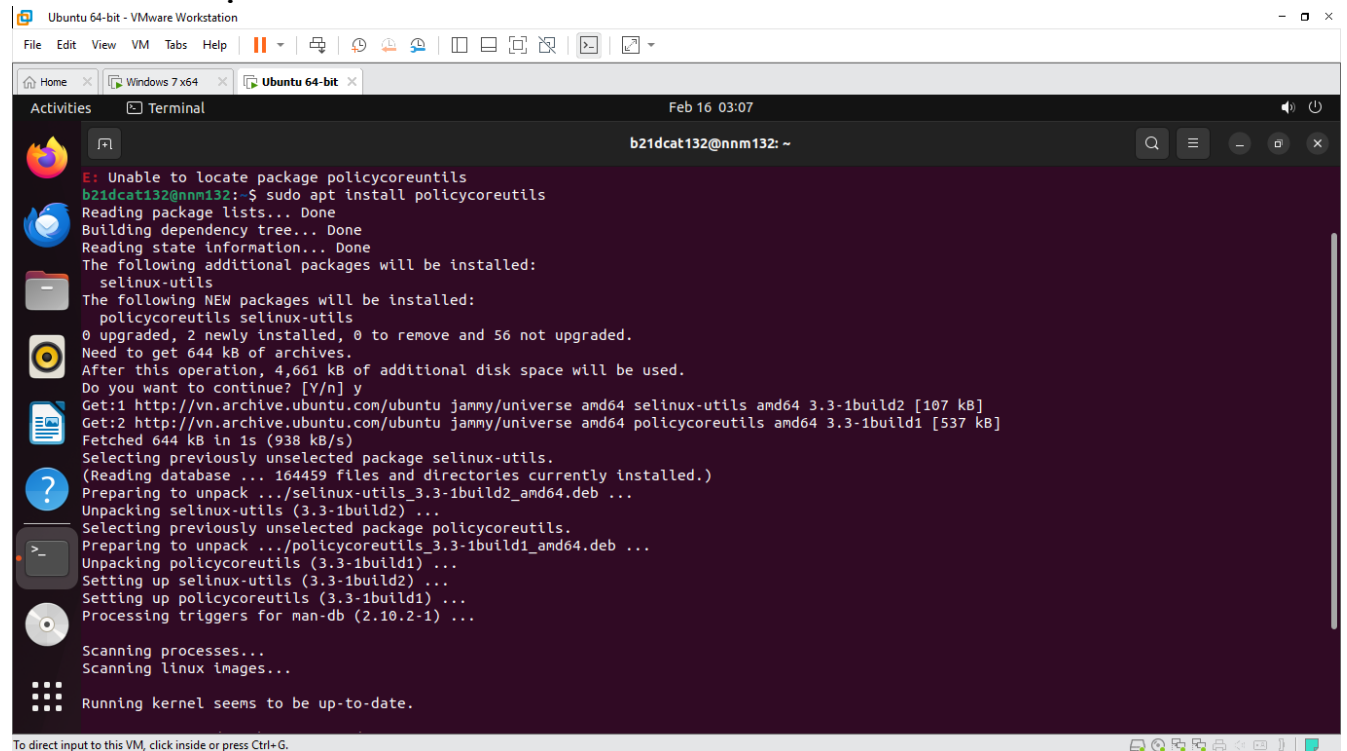 Ubuntu 64-bit - VMware Workstation
File Edit View VM Tabs Help
Home Windows 7 x64 Ubuntu 64-bit
Activities Terminal Feb 16 03:07
b21dcat132@nnm132: ~
E: Unable to locate package policycoreuntils
b21dcat132@nnm132:~$ sudo apt install policycoreutils
Reading package lists... Done
Building dependency tree... Done
Reading state information... Done
The following additional packages will be installed:
selinux-utils
The following NEW packages will be installed:
policycoreutils selinux-utils
0 upgraded, 2 newly installed, 0 to remove and 56 not upgraded.
Need to get 644 kB of archives.
After this operation, 4,661 kB of additional disk space will be used.
Do you want to continue? [Y/n] y
Get:1 http://vn.archive.ubuntu.com/ubuntu jammy/universe amd64 selinux-utils amd64 3.3-1build2 [107 kB]
Get:2 http://vn.archive.ubuntu.com/ubuntu jammy/universe amd64 policycoreutils amd64 3.3-1build1 [537 kB]
Fetched 644 kB in 1s (938 kB/s)
Selecting previously unselected package selinux-utils.
(Reading database ... 164459 files and directories currently installed.)
Preparing to unpack .../selinux-utils_3.3-1build2_amd64.deb ...
Unpacking selinux-utils (3.3-1build2) ...
Selecting previously unselected package policycoreutils.
Preparing to unpack .../policycoreutils_3.3-1build1_amd64.deb ...
Unpacking policycoreutils (3.3-1build1) ...
Setting up selinux-utils (3.3-1build2) ...
Setting up policycoreutils (3.3-1build1) ...
Processing triggers for man-db (2.10.2-1) ...
Scanning processes...
Scanning linux images...
Running kernel seems to be up-to-date.
To direct input to this VM, click inside or press Ctrl+G.